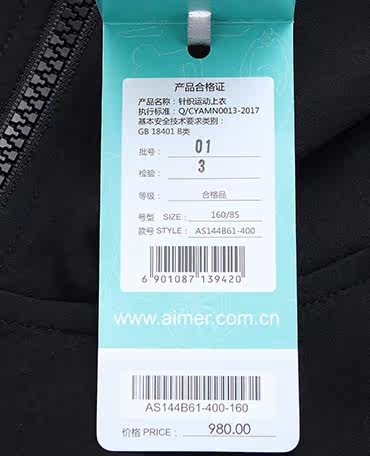 产品合格证
产品名称：针织运动上衣
执行标准：Q/CYAMN0013-2017
基本安全技术要求类别：
GB 18401 B类
批号： 01
检验： 3
等级： 合格品
号型 SIZE： 160/85
款号 STYLE： AS144B61-400
6 901087 139420
www.aimer.com.cn
AS144B61-400-160
价格 PRICE： 980.00